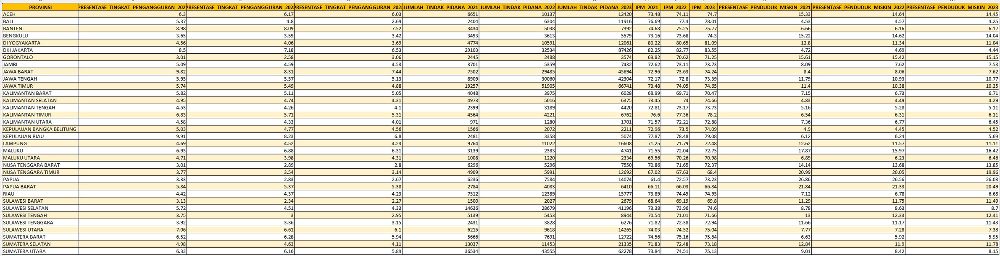 PROVINSI PRESENTASE_TINGKAT_PENGANGGURAN_202 PRESENTASE_TINGKAT_PENGANGGURAN_202 PRESENTASE_TINGKAT_PENGANGGURAN_202 JUMLAH_TINDAK_PIDANA_2021 JUMLAH_TINDAK_PIDANA_2022 JUMLAH_TINDAK_PIDANA_2023 IPM_2021 IPM_2022 IPM_2023 PRESENTASE_PENDUDUK_MISKIN_2021 PRESENTASE_PENDUDUK_MISKIN_2022 PRESENTASE_PENDUDUK_MISKIN_2023
ACEH 6.3 6.17 6.03 6651 10137 12420 73.48 74.11 74.7 15.33 14.64 14.45
BALI 5.37 4.8 2.69 2404 6304 11916 76.69 77.4 78.01 4.53 4.57 4.25
BANTEN 8.98 8.09 7.52 3434 5038 7392 74.68 75.25 75.77 6.66 6.16 6.17
BENGKULU 3.65 3.59 3.42 3493 3613 5579 73.16 73.68 74.3 15.22 14.62 14.04
DI YOGYAKARTA 4.56 4.06 3.69 4774 10591 12061 80.22 80.65 81.09 12.8 11.34 11.04
DKI JAKARTA 8.5 7.18 6.53 29103 32534 87426 82.25 82.77 83.55 4.72 4.69 4.44
GORONTALO 3.01 2.58 3.06 2445 2488 3574 69.82 70.62 71.25 15.61 15.42 15.15
JAMBI 5.09 4.59 4.53 3701 5359 7432 72.62 73.11 73.73 8.09 7.62 7.58
JAWA BARAT 9.82 8.31 7.44 7502 29485 45694 72.96 73.63 74.24 8.4 8.06 7.62
JAWA TENGAH 5.95 5.57 5.13 8909 30060 42304 72.17 72.8 73.39 11.79 10.93 10.77
JAWA TIMUR 5.74 5.49 4.88 19257 51905 66741 73.48 74.05 74.65 11.4 10.38 10.35
KALIMANTAN BARAT 5.82 5.11 5.05 4048 3975 6028 68.99 69.71 70.47 7.15 6.73 6.71
KALIMANTAN SELATAN 4.95 4.74 4.31 4973 5016 6375 73.45 74 74.66 4.83 4.49 4.29
KALIMANTAN TENGAH 4.53 4.26 4.1 2399 3189 4420 72.81 73.17 73.73 5.16 5.28 5.11
KALIMANTAN TIMUR 6.83 5.71 5.31 4564 4221 6762 76.6 77.36 78.2 6.54 6.31 6.11
KALIMANTAN UTARA 4.58 4.33 4.01 971 1280 1701 71.57 72.21 72.88 7.36 6.77 6.45
KEPULAUAN BANGKA BELITUNG 5.03 4.77 4.56 1566 2072 2211 72.96 73.5 74.09 4.9 4.45 4.52
KEPULAUAN RIAU 9.91 8.23 6.8 2481 3358 5074 77.87 78.48 79.08 6.12 6.24 5.69
LAMPUNG 4.69 4.52 4.23 9764 11022 16608 71.25 71.79 72.48 12.62 11.57 11.11
MALUKU 6.93 6.88 6.31 3139 2383 4741 71.55 72.04 72.75 17.87 15.97 16.42
MALUKU UTARA 4.71 3.98 4.31 1008 1220 2334 69.56 70.26 70.98 6.89 6.23 6.46
NUSA TENGGARA BARAT 3.01 2.89 2.8 6296 5296 7550 70.86 71.65 72.37 14.14 13.68 13.85
NUSA TENGGARA TIMUR 3.77 3.54 3.14 4909 5991 12692 67.02 67.63 68.4 20.99 20.05 19.96
PAPUA 3.33 2.83 2.67 6236 7584 14074 61.4 72.57 73.23 26.86 26.56 26.03
PAPUA BARAT 5.84 5.37 5.38 2784 4083 6410 66.11 66.03 66.84 21.84 21.33 20.49
RIAU 4.42 4.37 4.23 7512 12389 15777 73.89 74.45 74.95 7.12 6.78 6.68
SULAWESI BARAT 3.13 2.34 2.27 1500 2027 2679 68.64 69.19 69.8 11.29 11.75 11.49
SULAWESI SELATAN 5.72 4.51 4.33 14636 28679 41196 73.38 73.96 74.6 8.78 8.63 8.7
SULAWESI TENGAH 3.75 3 2.95 5139 5453 8944 70.54 71.01 71.66 13 12.33 12.41
SULAWESI TENGGARA 3.92 3.36 3.15 2431 3828 6276 71.82 72.38 72.94 11.66 11.17 11.43
SULAWESI UTARA 7.06 6.61 6.1 6215 9618 14265 74.03 74.52 75.04 7.77 7.28 7.38
SUMATERA BARAT 6.52 6.28 5.94 5666 7691 12722 74.56 75.16 75.64 6.63 5.92 5.95
SUMATERA SELATAN 4.98 4.63 4.11 13037 11453 21335 71.83 72.48 73.18 12.84 11.9 11.78
SUMATERA UTARA 6.33 6.16 5.89 36534 43555 62278 73.84 74.51 75.13 9.01 8.42 8.15